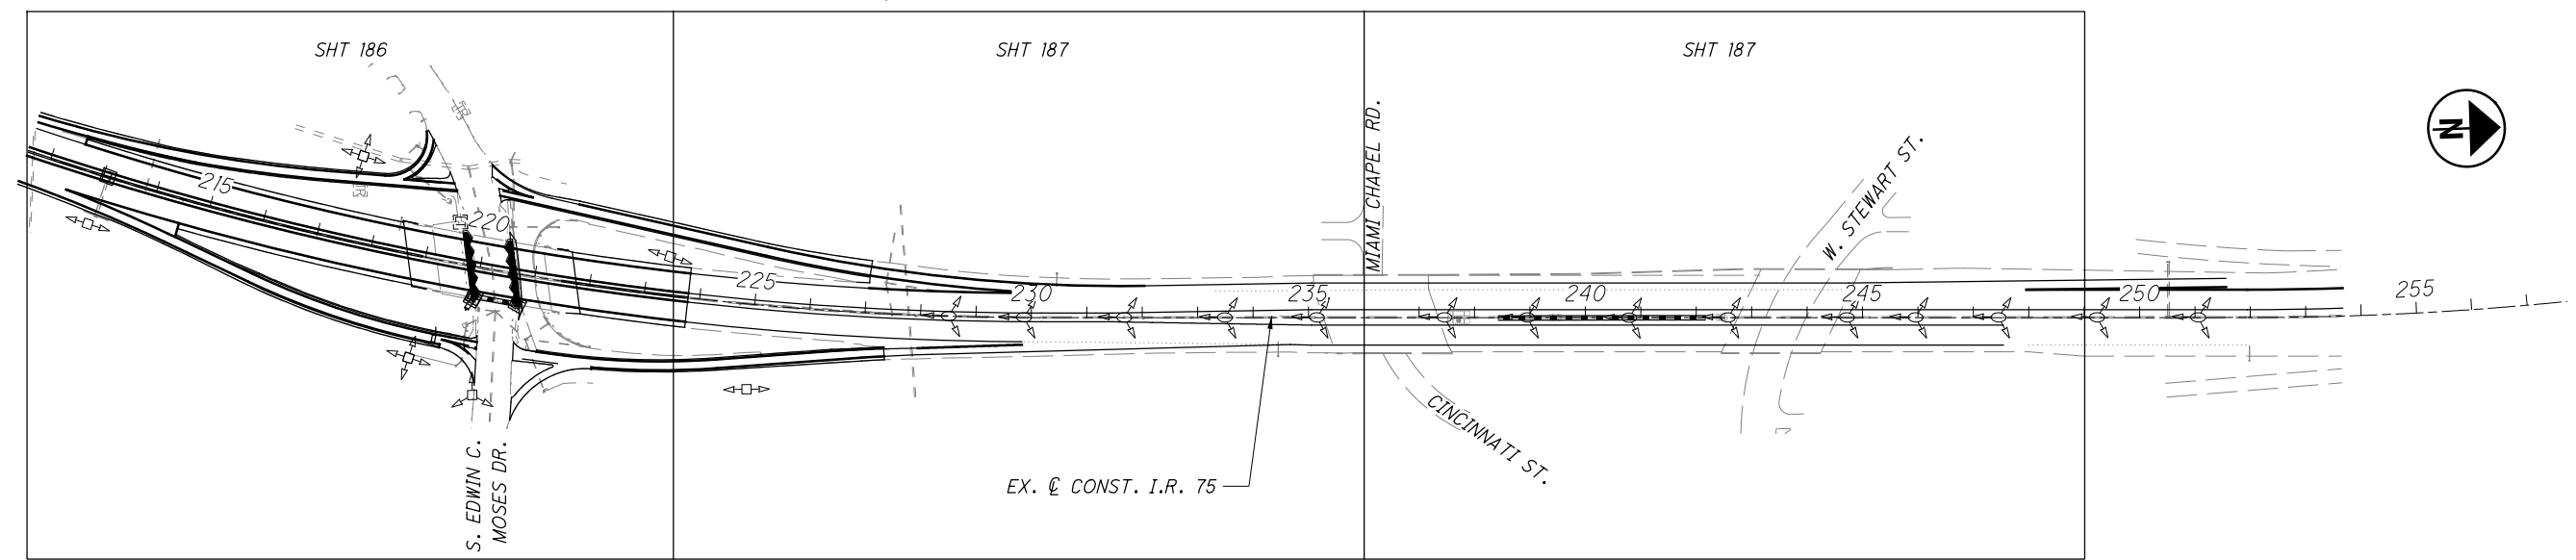 SHT 186
SHT 187
SHT 187
N
215
220
225
230
235
240
245
250
255
MIAMI CHAPEL RD.
W. STEWART ST.
CINCINNATI ST.
S. EDWIN C.
MOSES DR.
EX. ℄ CONST. I.R. 75